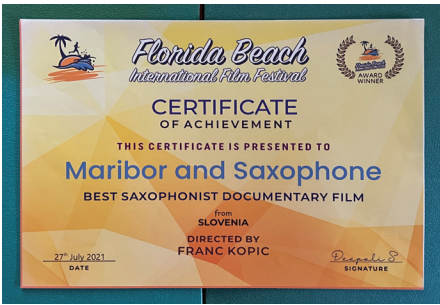 Florida Beach
International Film Festival
AWARD
WINNER
CERTIFICATE
OF ACHIEVEMENT
THIS CERTIFICATE IS PRESENTED TO
Maribor and Saxophone
BEST SAXOPHONIST DOCUMENTARY FILM
from
SLOVENIA
DIRECTED BY
FRANC KOPIC
27th July 2021
DATE
Deepali S
SIGNATURE